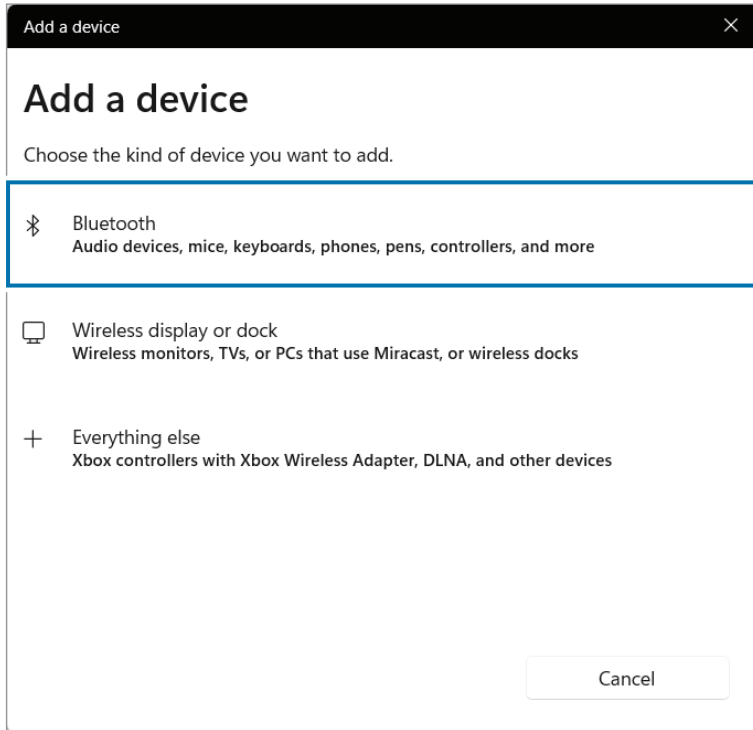 Add a device
Add a device
Choose the kind of device you want to add.
Bluetooth
Audio devices, mice, keyboards, phones, pens, controllers, and more
Wireless display or dock
Wireless monitors, TVs, or PCs that use Miracast, or wireless docks
Everything else
Xbox controllers with Xbox Wireless Adapter, DLNA, and other devices
Cancel